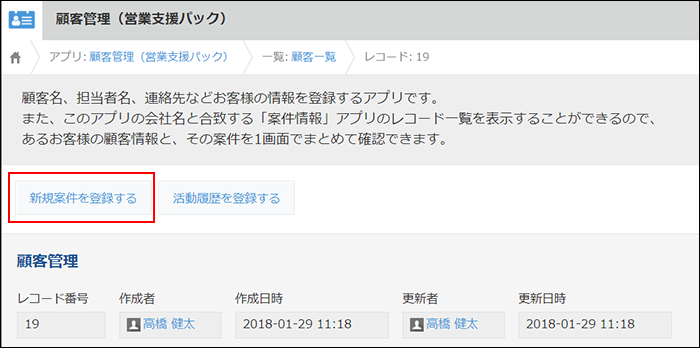 顧客管理（営業支援パック）
アプリ: 顧客管理（営業支援パック） 一覧: 顧客一覧 レコード: 19
顧客名、担当者名、連絡先などお客様の情報を登録するアプリです。
また、このアプリの会社名と合致する「案件情報」アプリのレコード一覧を表示することができるので、
あるお客様の顧客情報と、その案件を1画面でまとめて確認できます。
新規案件を登録する 活動履歴を登録する
顧客管理
レコード番号 作成者 作成日時 更新者 更新日時
19 高橋 健太 2018-01-29 11:18 高橋 健太 2018-01-29 11:18